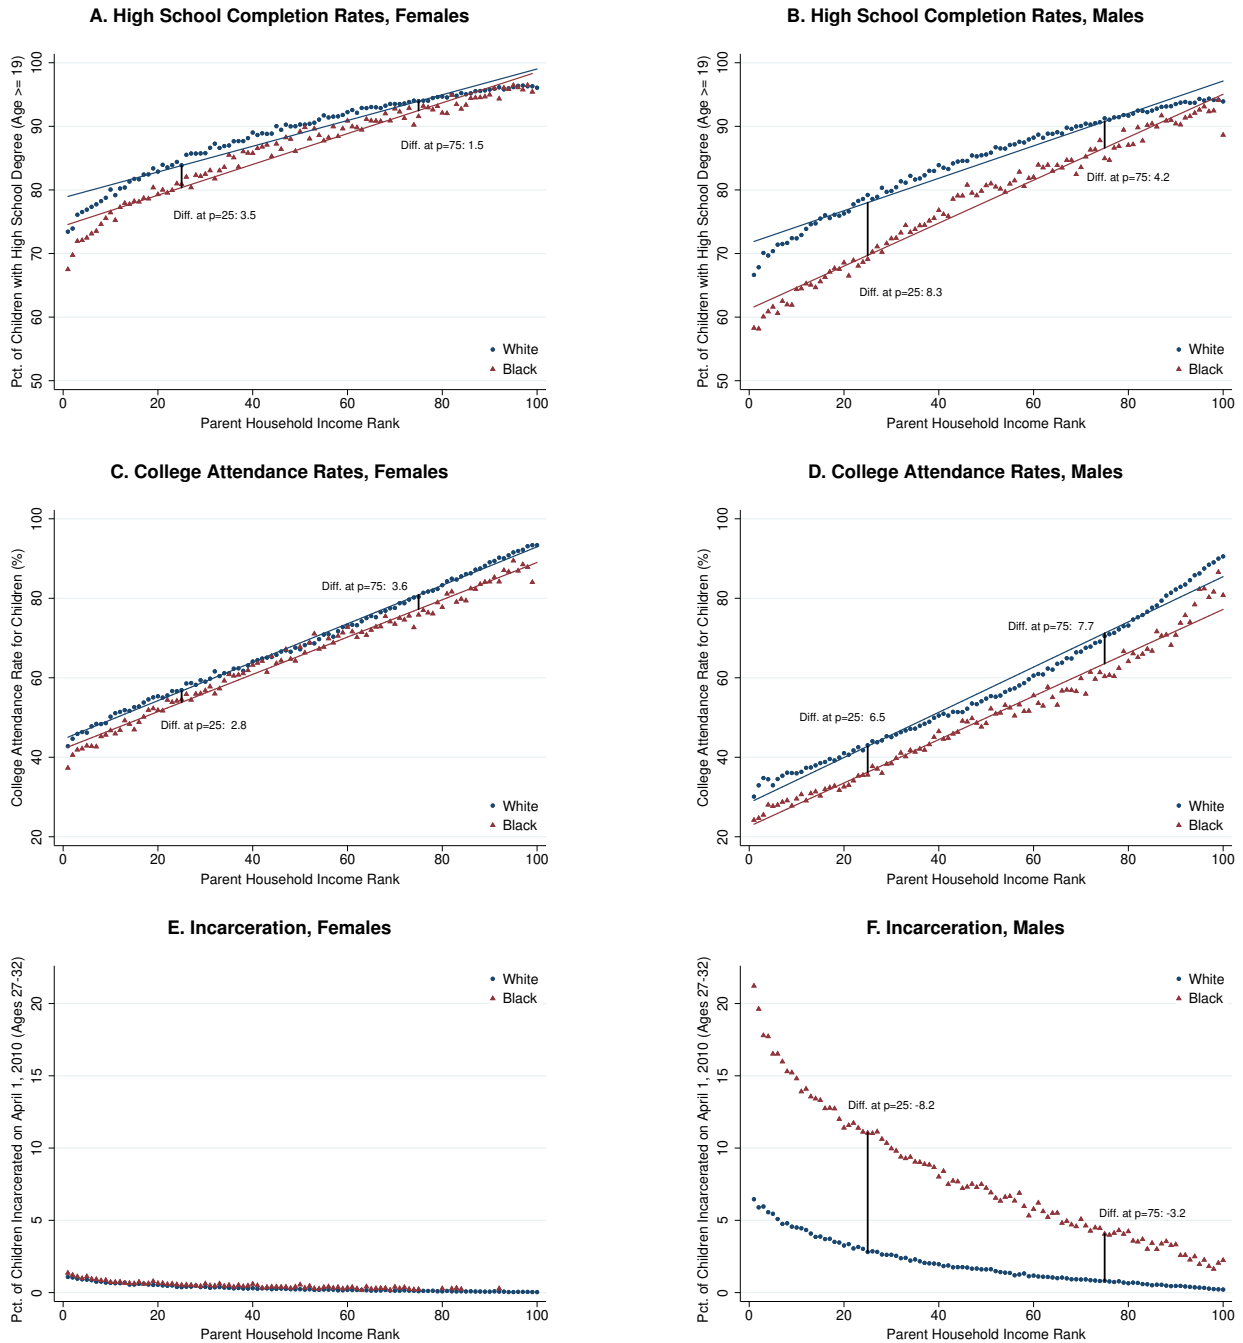 A. High School Completion Rates, Females
Pct. of Children with High School Degree (Age >= 19)
100
90
80
70
60
50
Diff. at p=75: 1.5
Diff. at p=25: 3.5
White
Black
0 20 40 60 80 100
Parent Household Income Rank
B. High School Completion Rates, Males
Pct. of Children with High School Degree (Age >= 19)
100
90
80
70
60
50
Diff. at p=75: 4.2
Diff. at p=25: 8.3
White
Black
0 20 40 60 80 100
Parent Household Income Rank
C. College Attendance Rates, Females
College Attendance Rate for Children (%)
100
80
60
40
20
Diff. at p=75: 3.6
Diff. at p=25: 2.8
White
Black
0 20 40 60 80 100
Parent Household Income Rank
D. College Attendance Rates, Males
College Attendance Rate for Children (%)
100
80
60
40
20
Diff. at p=75: 7.7
Diff. at p=25: 6.5
White
Black
0 20 40 60 80 100
Parent Household Income Rank
E. Incarceration, Females
Pct. of Children Incarcerated on April 1, 2010 (Ages 27-32)
20
15
10
5
0
White
Black
0 20 40 60 80 100
Parent Household Income Rank
F. Incarceration, Males
Pct. of Children Incarcerated on April 1, 2010 (Ages 27-32)
20
15
10
5
0
White
Black
Diff. at p=25: -8.2
Diff. at p=75: -3.2
0 20 40 60 80 100
Parent Household Income Rank